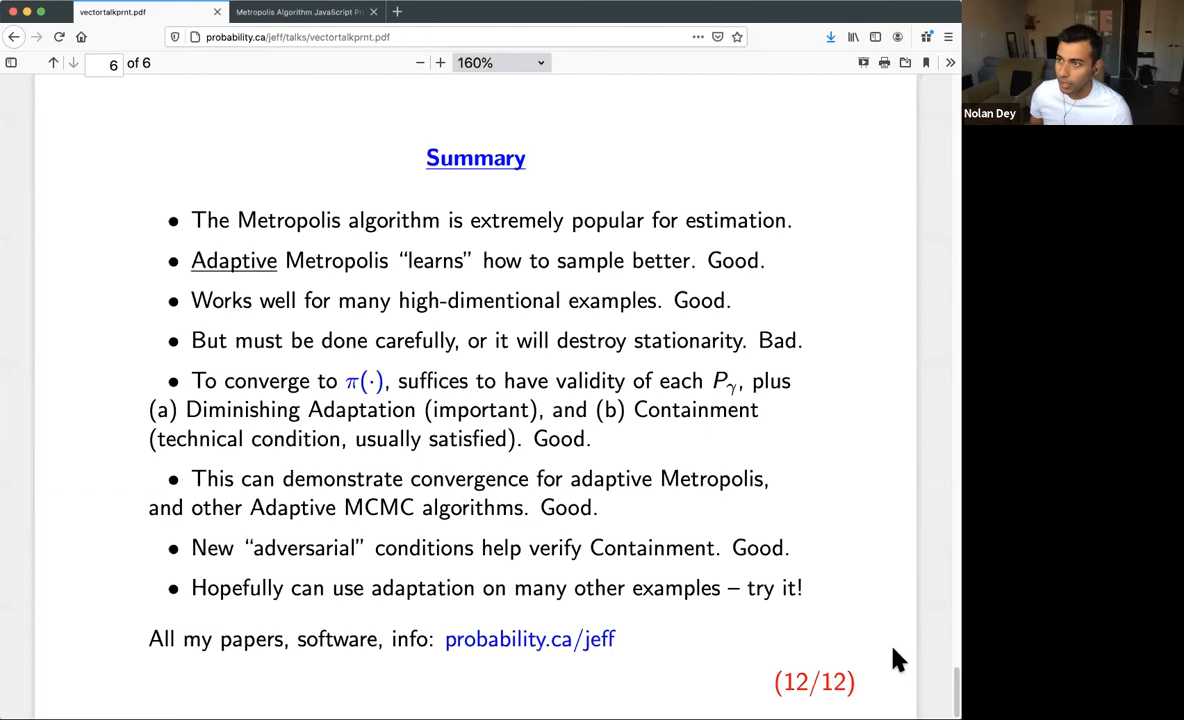 vectortalkprnt.pdf
Metropolis Algorithm JavaScript P
probability.ca/jeff/talks/vectortalkprnt.pdf
6 of 6
160%
Nolan Dey
Summary
• The Metropolis algorithm is extremely popular for estimation.
• Adaptive Metropolis “learns” how to sample better. Good.
• Works well for many high-dimentional examples. Good.
• But must be done carefully, or it will destroy stationarity. Bad.
• To converge to π(·), suffices to have validity of each Pγ, plus
(a) Diminishing Adaptation (important), and (b) Containment
(technical condition, usually satisfied). Good.
• This can demonstrate convergence for adaptive Metropolis,
and other Adaptive MCMC algorithms. Good.
• New “adversarial” conditions help verify Containment. Good.
• Hopefully can use adaptation on many other examples – try it!
All my papers, software, info: probability.ca/jeff
(12/12)